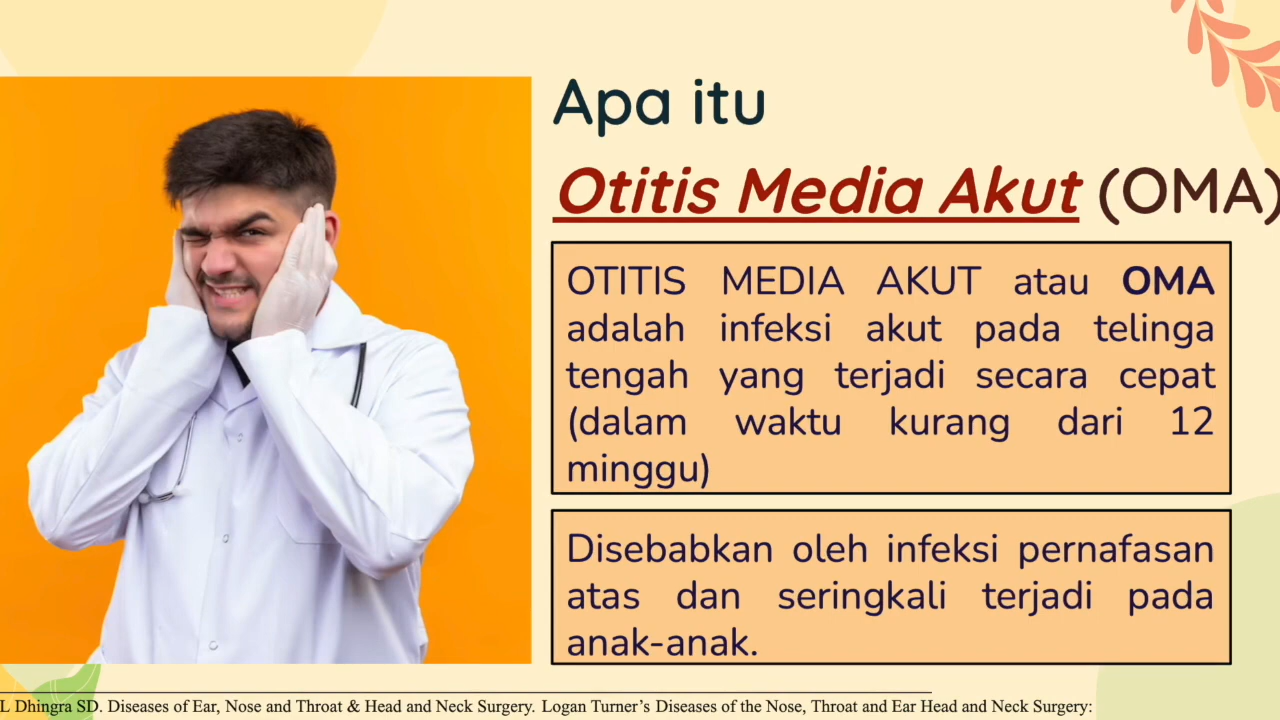 Apa itu
Otitis Media Akut (OMA)
OTITIS MEDIA AKUT atau OMA
adalah infeksi akut pada telinga
tengah yang terjadi secara cepat
(dalam waktu kurang dari 12
minggu)
Disebabkan oleh infeksi pernafasan
atas dan seringkali terjadi pada
anak-anak.
L Dhingra SD. Diseases of Ear, Nose and Throat & Head and Neck Surgery. Logan Turner’s Diseases of the Nose, Throat and Ear Head and Neck Surgery: